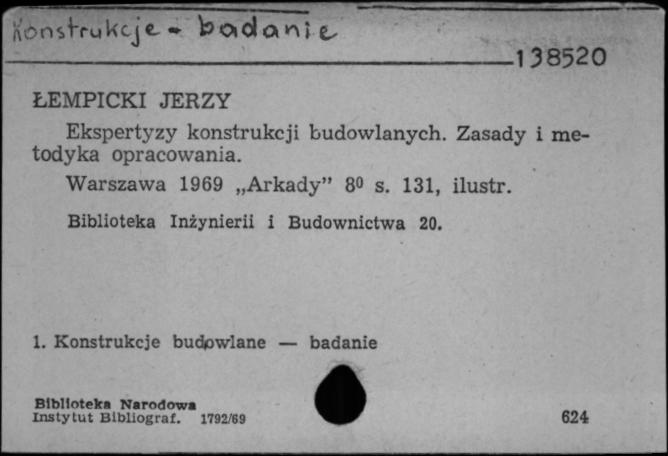 Konstrukcje - badanie
138520
ŁEMPICKI JERZY
Ekspertyzy konstrukcji budowlanych. Zasady i me-
todyka opracowania.
Warszawa 1969 „Arkady” 8⁰ s. 131, ilustr.
Biblioteka Inżynierii i Budownictwa 20.
1. Konstrukcje budowlane — badanie
Biblioteka Narodowa
Instytut Bibliograf. 1792/69
624